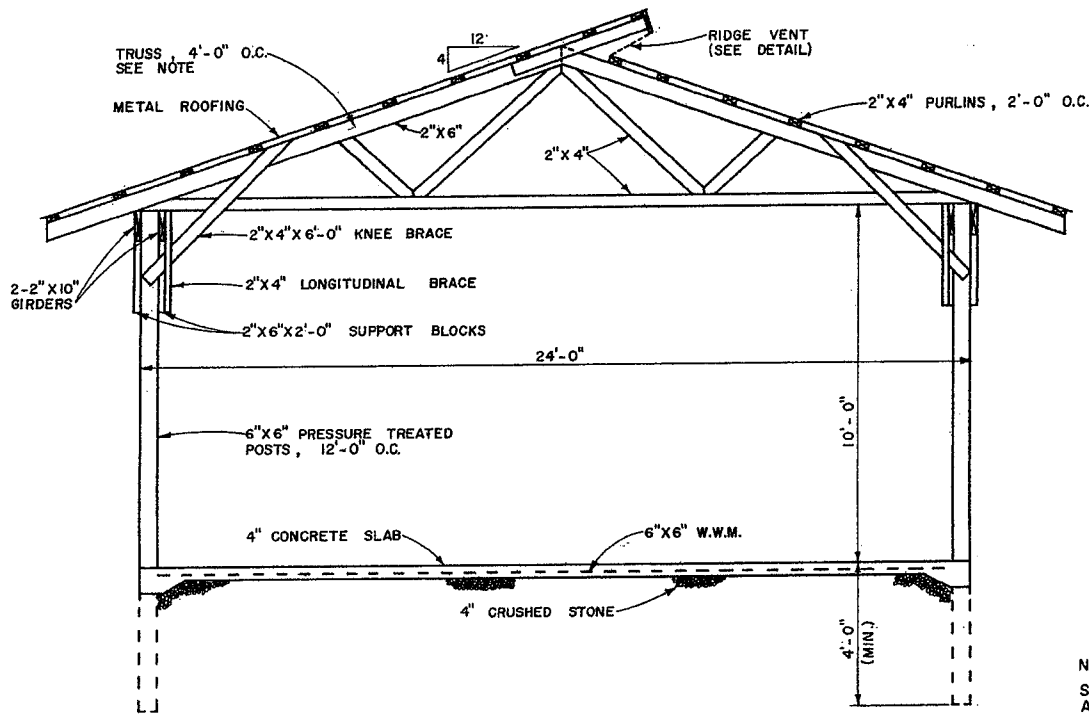 12
4
RIDGE VENT
(SEE DETAIL)
TRUSS, 4'-0" O.C.
SEE NOTE
METAL ROOFING
2"X4" PURLINS, 2'-0" O.C.
2"X6"
2"X4"
2"X4"X6'-0" KNEE BRACE
2-2"X10"
GIRDERS
2"X4" LONGITUDINAL BRACE
2"X6"X2'-0" SUPPORT BLOCKS
24'-0"
10'-0"
6"X6" PRESSURE TREATED
POSTS, 12'-0" O.C.
4" CONCRETE SLAB
6"X6" W.W.M.
4" CRUSHED STONE
4'-0"
(MIN.)
N
S
A